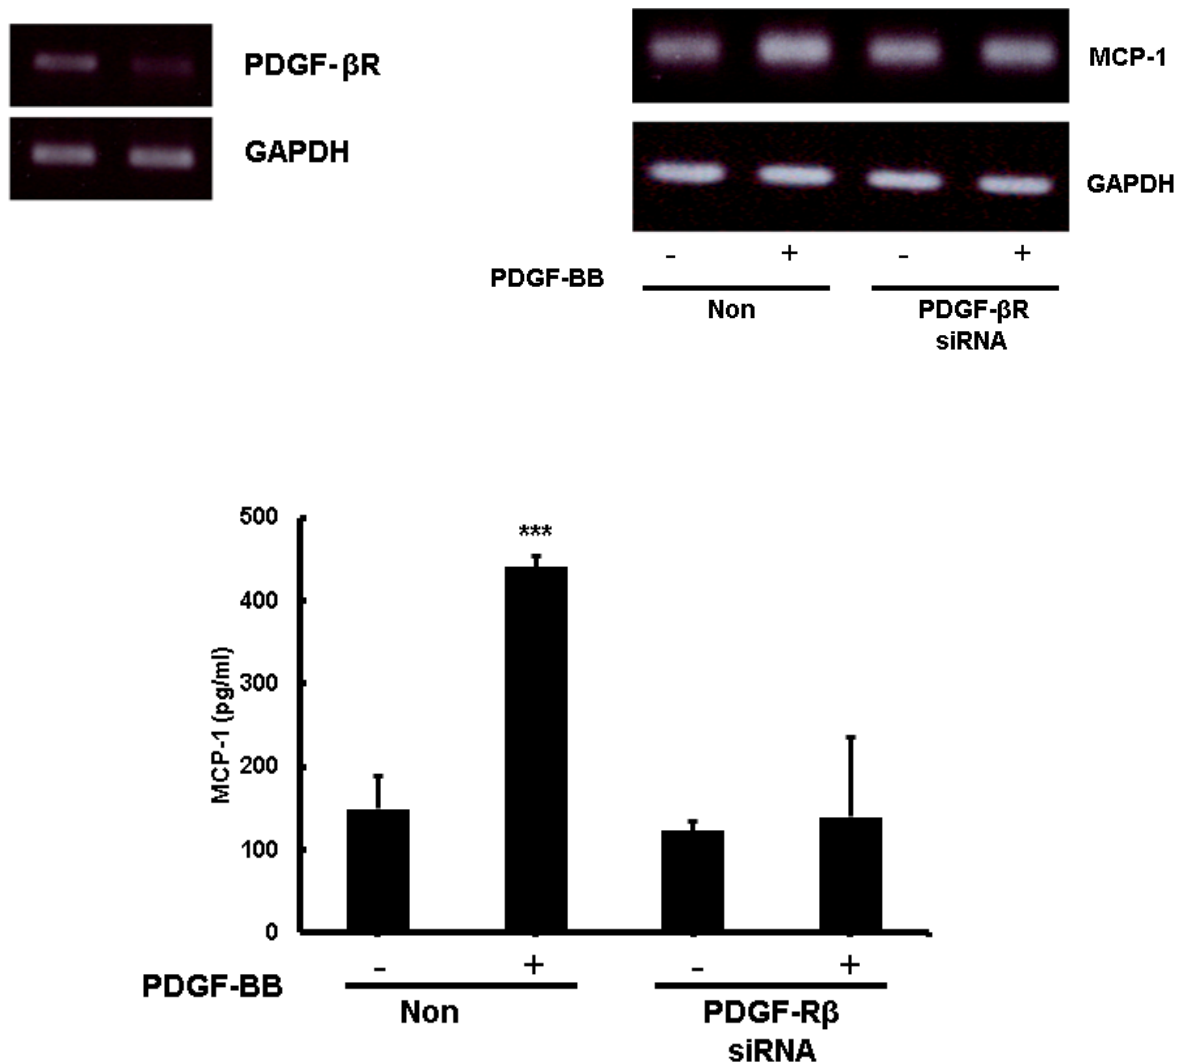 PDGF-βR
GAPDH
MCP-1
GAPDH
- + - +
PDGF-BB
Non PDGF-βR
siRNA
500
***
400
300
200
100
0
MCP-1 (pg/ml)
- + - +
PDGF-BB
Non PDGF-Rβ
siRNA